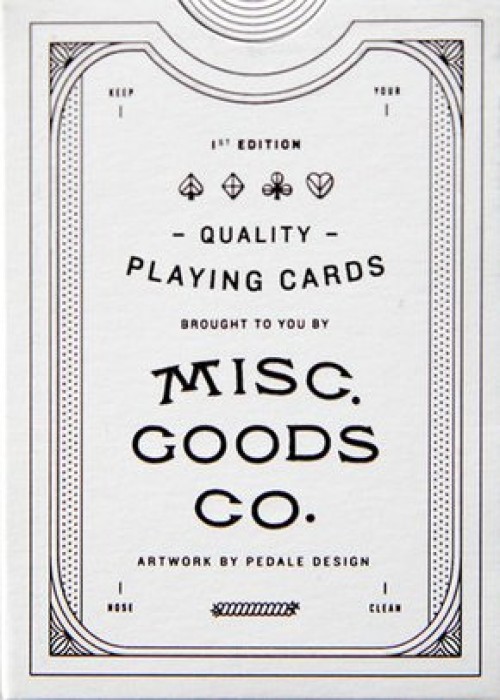 KEEP YOUR
1ST EDITION
- QUALITY -
PLAYING CARDS
BROUGHT TO YOU BY
MISC.
GOODS
CO.
ARTWORK BY PEDALE DESIGN
NOSE CLEAN